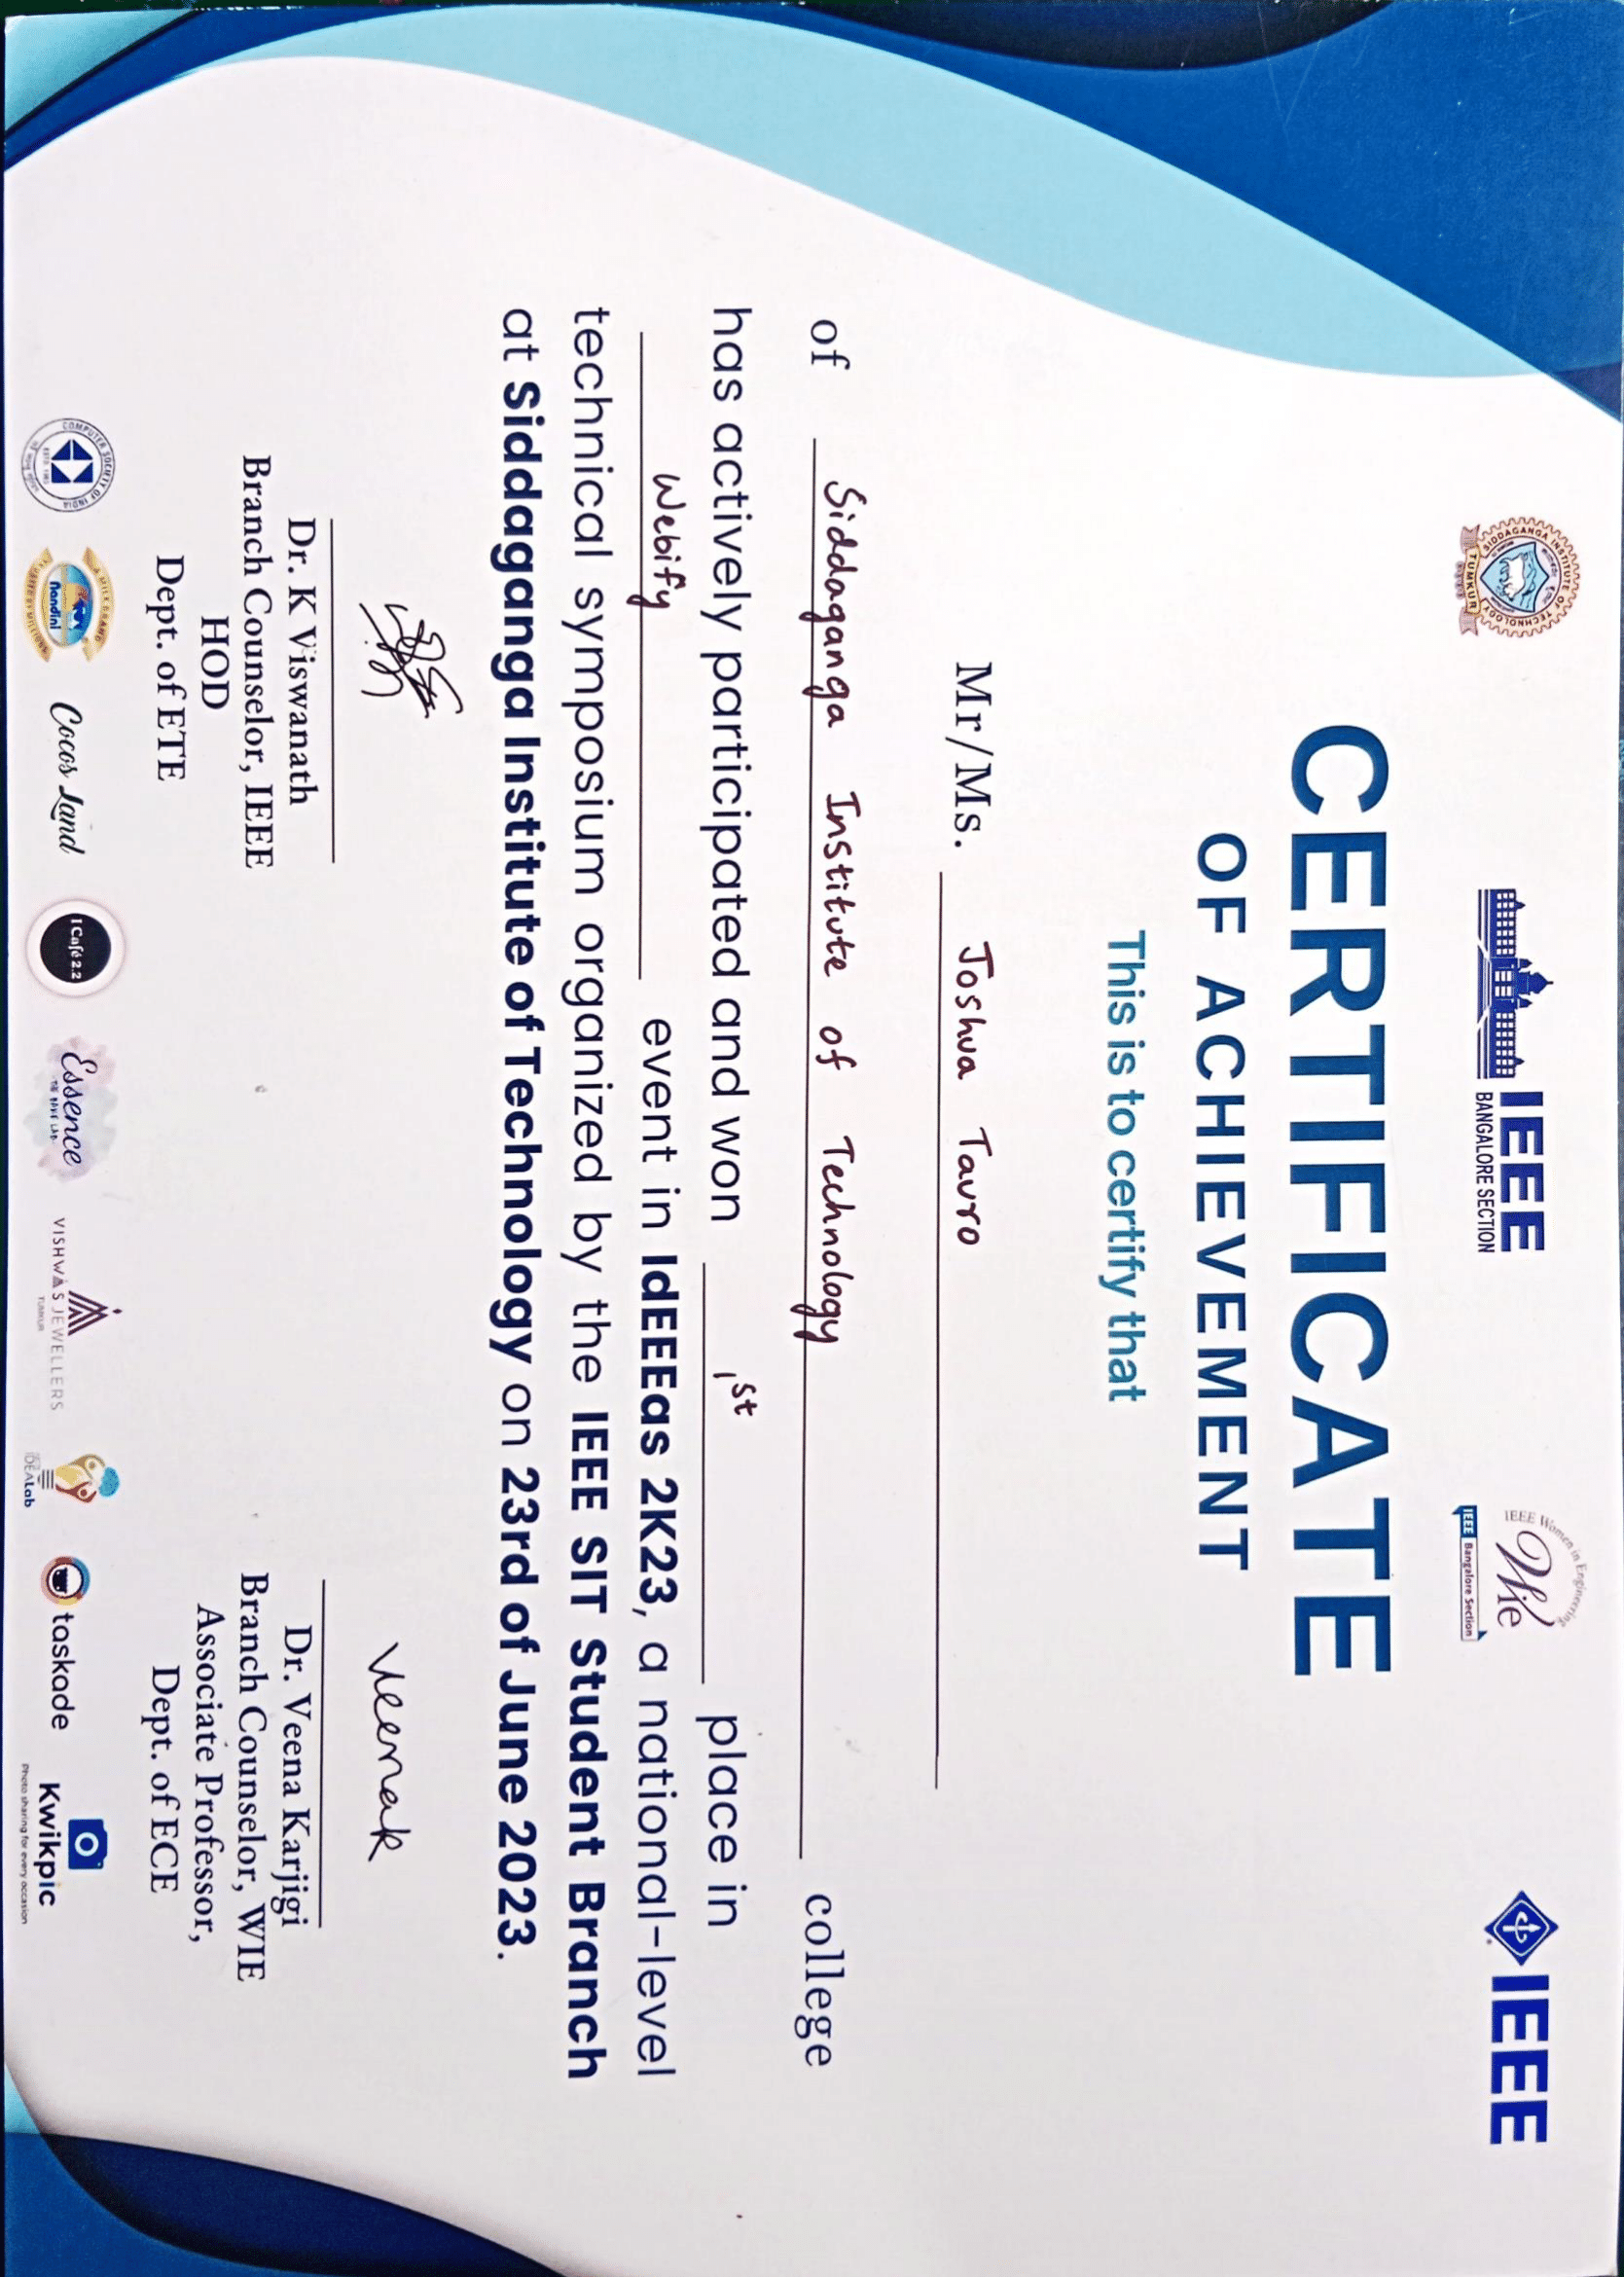 SIDDAGANGA INSTITUTE OF TECHNOLOGY
TUMKUR
IEEE
BANGALORE SECTION
IEEE Women in Engineering
Wie
IEEE Bangalore Section
IEEE
CERTIFICATE
OF ACHIEVEMENT
This is to certify that
Mr/Ms. Joshua Tauro
of Siddaganga Institute of Technology college
has actively participated and won 1st place in
Webify event in IdEEEas 2K23, a national-level
technical symposium organized by the IEEE SIT Student Branch
at Siddaganga Institute of Technology on 23rd of June 2023.
Veenak
Dr. K Viswanath
Branch Counselor, IEEE
HOD
Dept. of ETE
Dr. Veena Karjigi
Branch Counselor, WIE
Associate Professor,
Dept. of ECE
COMPUTER SOCIETY OF INDIA
nandini
Cocos Land
I Café 2.2
Essence
THE BAKE LAB
VISHWAS JEWELLERS
TUMKUR
IDEALab
taskade
Kwikpic
Photo sharing for every occasion